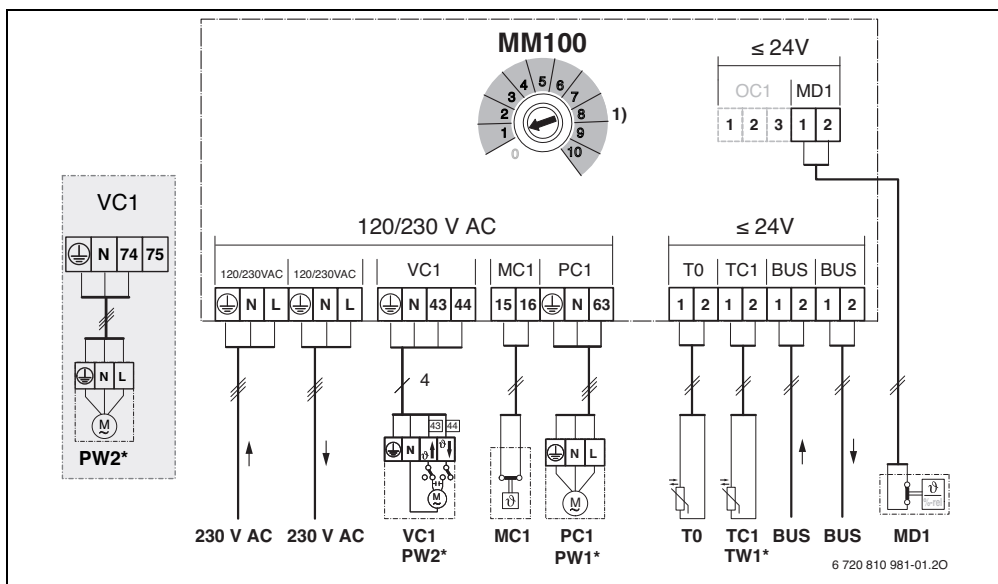 MM100
≤ 24V
OC1 MD1
1 2 3 1 2
0 1 2 3 4 5 6 7 8 9 10
1)
VC1
N 74 75
N L
M
PW2*
120/230 V AC
≤ 24V
120/230VAC 120/230VAC VC1 MC1 PC1 T0 TC1 BUS BUS
N L N L N 43 44 15 16 N 63 1 2 1 2 1 2 1 2
4
43 44
N ϑ ϑ
M
ϑ
N L
M
ϑ
%-rel
230 V AC 230 V AC VC1 MC1 PC1 T0 TC1 BUS BUS MD1
PW2* PW1* TW1*
6 720 810 981-01.2O